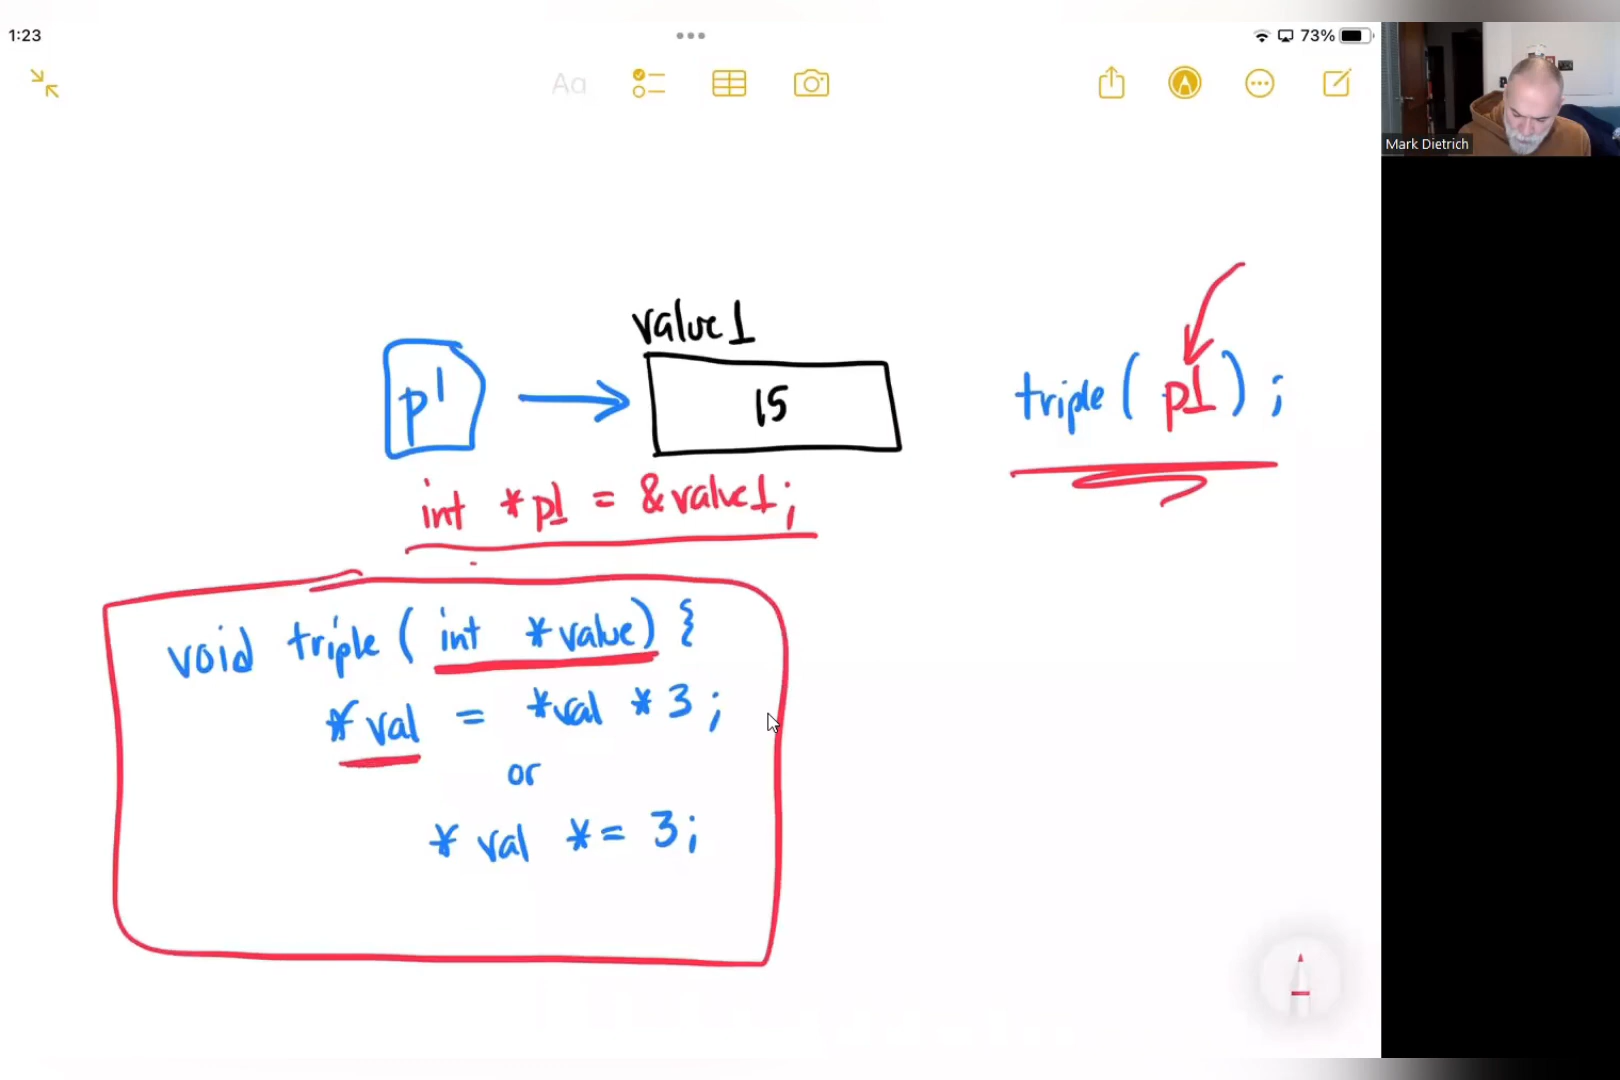 1:23
73%
Aa
Mark Dietrich
value1
p1
15
triple( p1 ) ;
int *p1 = &value1;
void triple( int *value) {
*val = *val * 3 ;
or
* val *= 3;